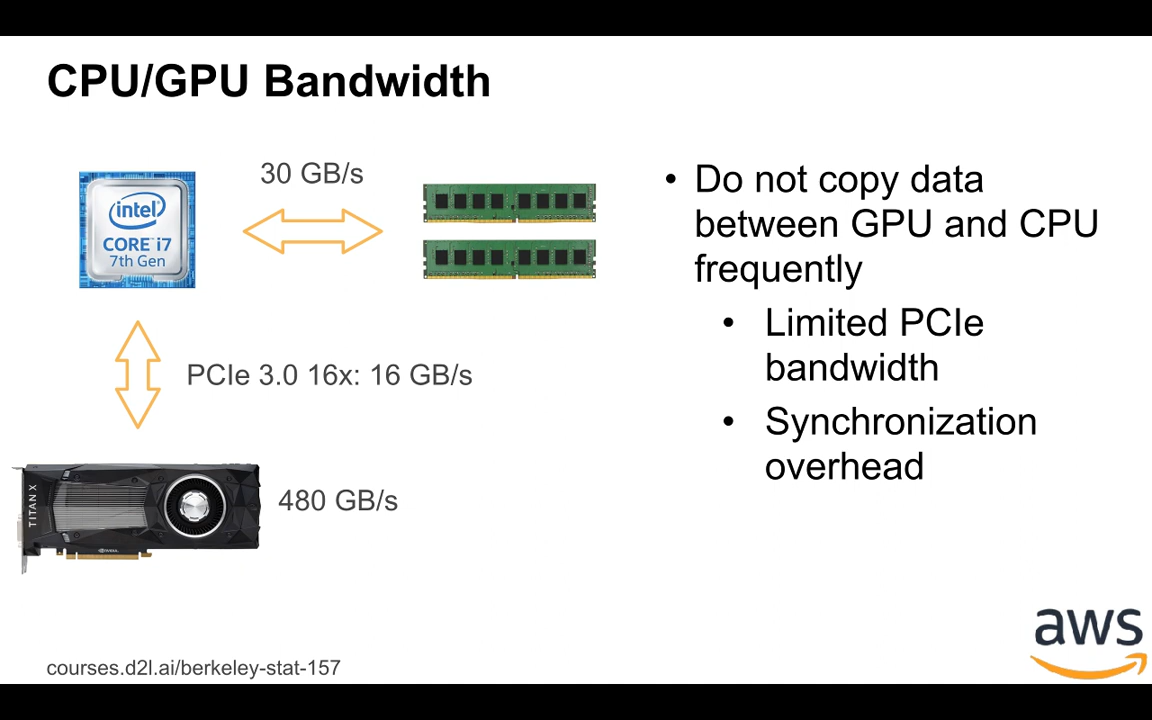 CPU/GPU Bandwidth
30 GB/s
intel
CORE i7
7th Gen
PCIe 3.0 16x: 16 GB/s
TITAN X
NVIDIA
480 GB/s
• Do not copy data
between GPU and CPU
frequently
• Limited PCIe
bandwidth
• Synchronization
overhead
aws
courses.d2l.ai/berkeley-stat-157